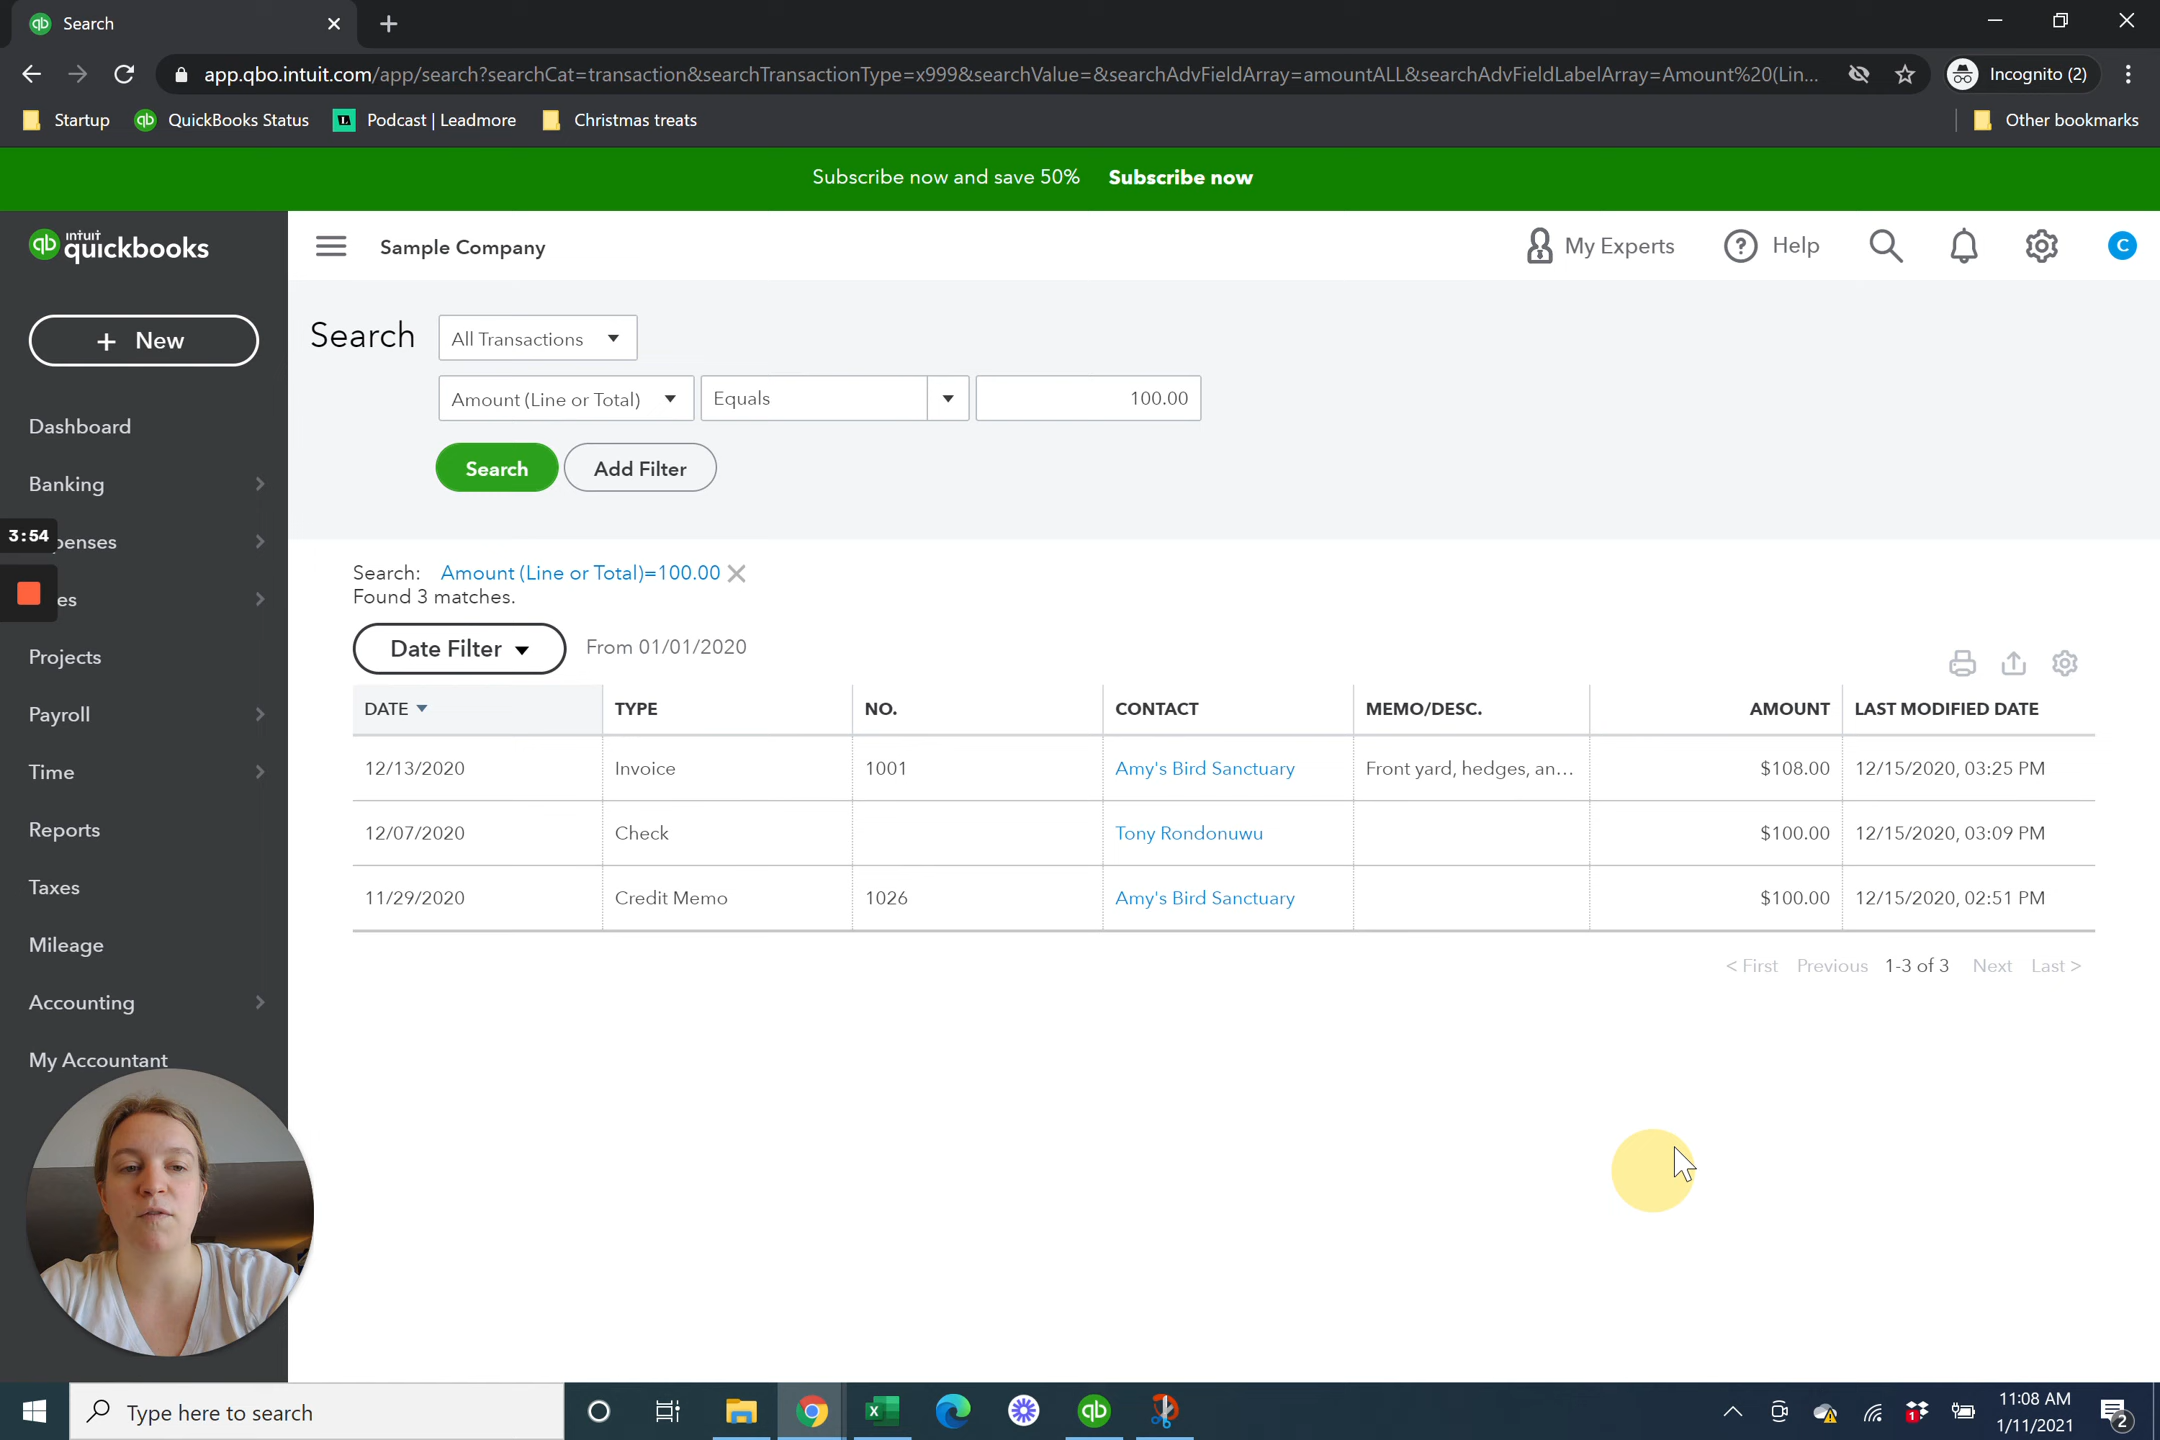 Search
app.qbo.intuit.com/app/search?searchCat=transaction&searchTransactionType=x999&searchValue=&searchAdvFieldArray=amountALL&searchAdvFieldLabelArray=Amount%20(Lin...
Incognito (2)
Startup
QuickBooks Status
Podcast | Leadmore
Christmas treats
Other bookmarks
Subscribe now and save 50% Subscribe now
intuit
quickbooks
Sample Company
My Experts
Help
C
+ New
Search
All Transactions
Amount (Line or Total)
Equals
100.00
Search
Add Filter
Dashboard
Banking
3:54
penses
es
Projects
Payroll
Time
Reports
Taxes
Mileage
Accounting
My Accountant
Search: Amount (Line or Total)=100.00
Found 3 matches.
Date Filter
From 01/01/2020
DATE TYPE NO. CONTACT MEMO/DESC. AMOUNT LAST MODIFIED DATE
12/13/2020 Invoice 1001 Amy's Bird Sanctuary Front yard, hedges, an... $108.00 12/15/2020, 03:25 PM
12/07/2020 Check Tony Rondonuwu $100.00 12/15/2020, 03:09 PM
11/29/2020 Credit Memo 1026 Amy's Bird Sanctuary $100.00 12/15/2020, 02:51 PM
< First Previous 1-3 of 3 Next Last >
Type here to search
11:08 AM
1/11/2021
1
2